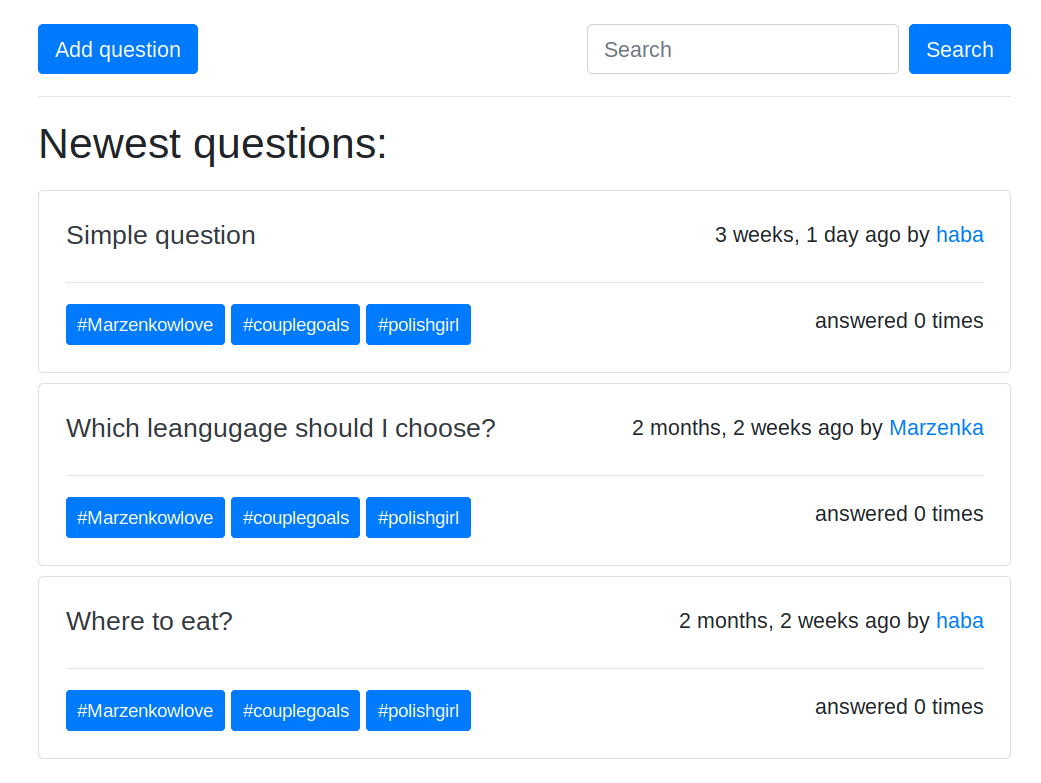 Add question Search Search
Newest questions:
Simple question 3 weeks, 1 day ago by haba
#Marzenkowlove #couplegoals #polishgirl answered 0 times
Which leangugage should I choose? 2 months, 2 weeks ago by Marzenka
#Marzenkowlove #couplegoals #polishgirl answered 0 times
Where to eat? 2 months, 2 weeks ago by haba
#Marzenkowlove #couplegoals #polishgirl answered 0 times